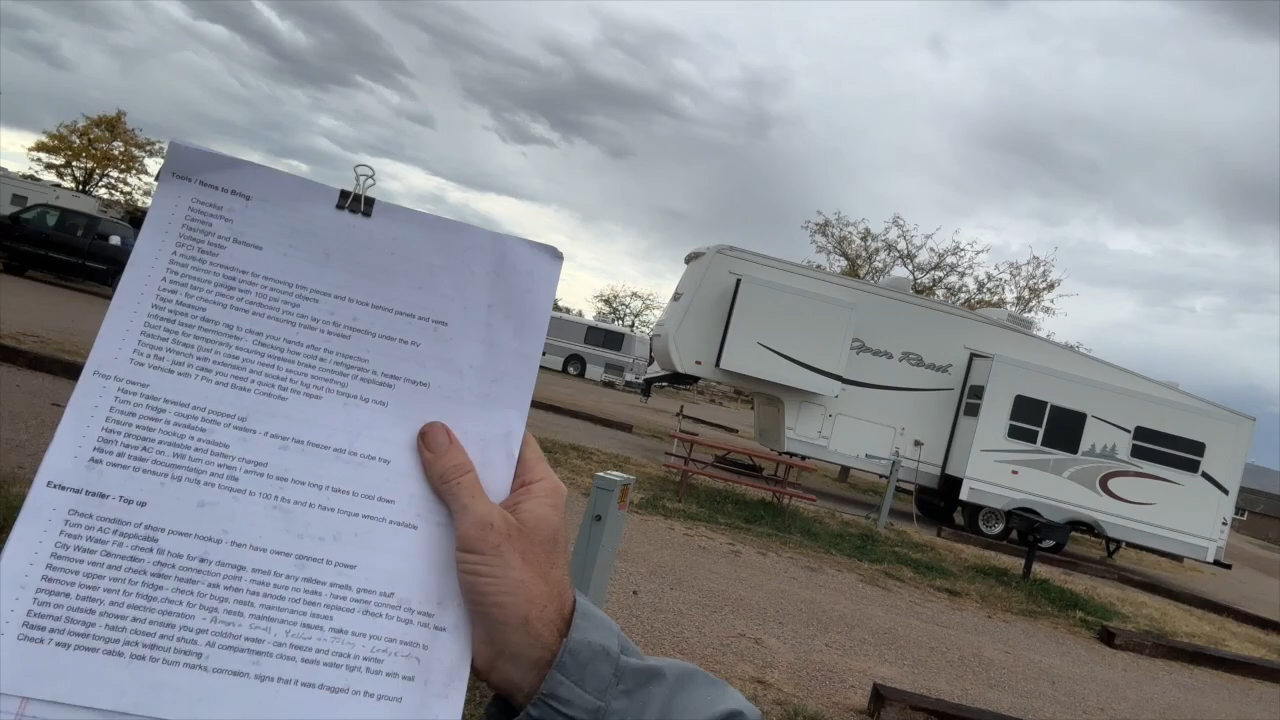 Tools / Items to Bring:
- Checklist
- Notepad/Pen
- Camera
- Flashlight and Batteries
- Voltage tester
- GFCI Tester
- A multi-tip screwdriver for removing trim pieces and to look behind panels and vents
- Small mirror to look under or around objects
- Tire pressure gauge with 100 psi range
- A small tarp or piece of cardboard you can lay on for inspecting under the RV
- Level - for checking frame and ensuring trailer is leveled
- Tape Measure
- Wet wipes or damp rag to clean your hands after the inspection
- Infrared laser thermometer - Checking how cold ac / refrigerator is, heater (maybe)
- Duct tape for temporarily securing wireless brake controller (if applicable)
- Ratchet Straps (just in case you need to secure something)
- Torque Wrench with extension and socket for lug nut (to torque lug nuts)
- Fix a flat - just in case you need a quick flat tire repair
- Tow Vehicle with 7 Pin and Brake Controller
Prep for owner
- Have trailer leveled and popped up
- Turn on fridge - couple bottle of waters - if aliner has freezer add ice cube tray
- Ensure power is available
- Ensure water hookup is available
- Have propane available and battery charged
- Don't have AC on.. Will turn on when I arrive to see how long it takes to cool down
- Have all trailer documentation and title
- Ask owner to ensure lug nuts are torqued to 100 ft lbs and to have torque wrench available
External trailer - Top up
- Check condition of shore power hookup - then have owner connect to power
- Turn on AC if applicable
- Fresh Water Fill - check fill hole for any damage, smell for any mildew smells, green stuff
- City Water Connection - check connection point - make sure no leaks - have owner connect city water
- Remove vent and check water heater - ask when has anode rod been replaced - check for bugs, rust, leak
- Remove upper vent for fridge - check for bugs, nests, maintenance issues
- Remove lower vent for fridge,check for bugs, nests, maintenance issues, make sure you can switch to
propane, battery, and electric operation - Ammonia Smell, Yellow on
- Turn on outside shower and ensure you get cold/hot water - can freeze and crack in winter
- External Storage - hatch closed and shuts.. All compartments close, seals water tight, flush with wall
- Raise and lower tongue jack without binding
- Check 7 way power cable, look for burn marks, corrosion, signs that it was dragged on the ground
Open Road